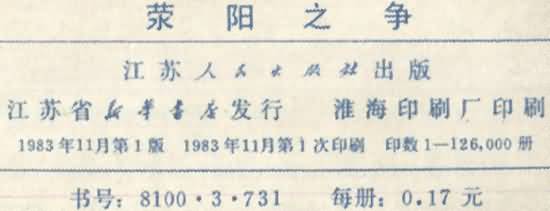 荥阳之争
江苏人民出版社出版
江苏省新华书店发行 淮海印刷厂印刷
1983年11月第1版 1983年11月第1次印刷 印数1—126,000册
书号：8100·3·731 每册：0.17元